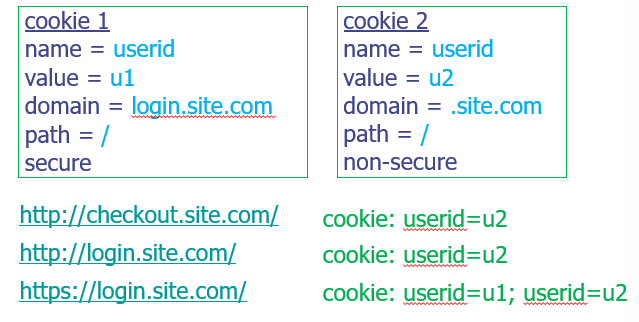 cookie 1
name = userid
value = u1
domain = login.site.com
path = /
secure
cookie 2
name = userid
value = u2
domain = .site.com
path = /
non-secure
http://checkout.site.com/ cookie: userid=u2
http://login.site.com/ cookie: userid=u2
https://login.site.com/ cookie: userid=u1; userid=u2